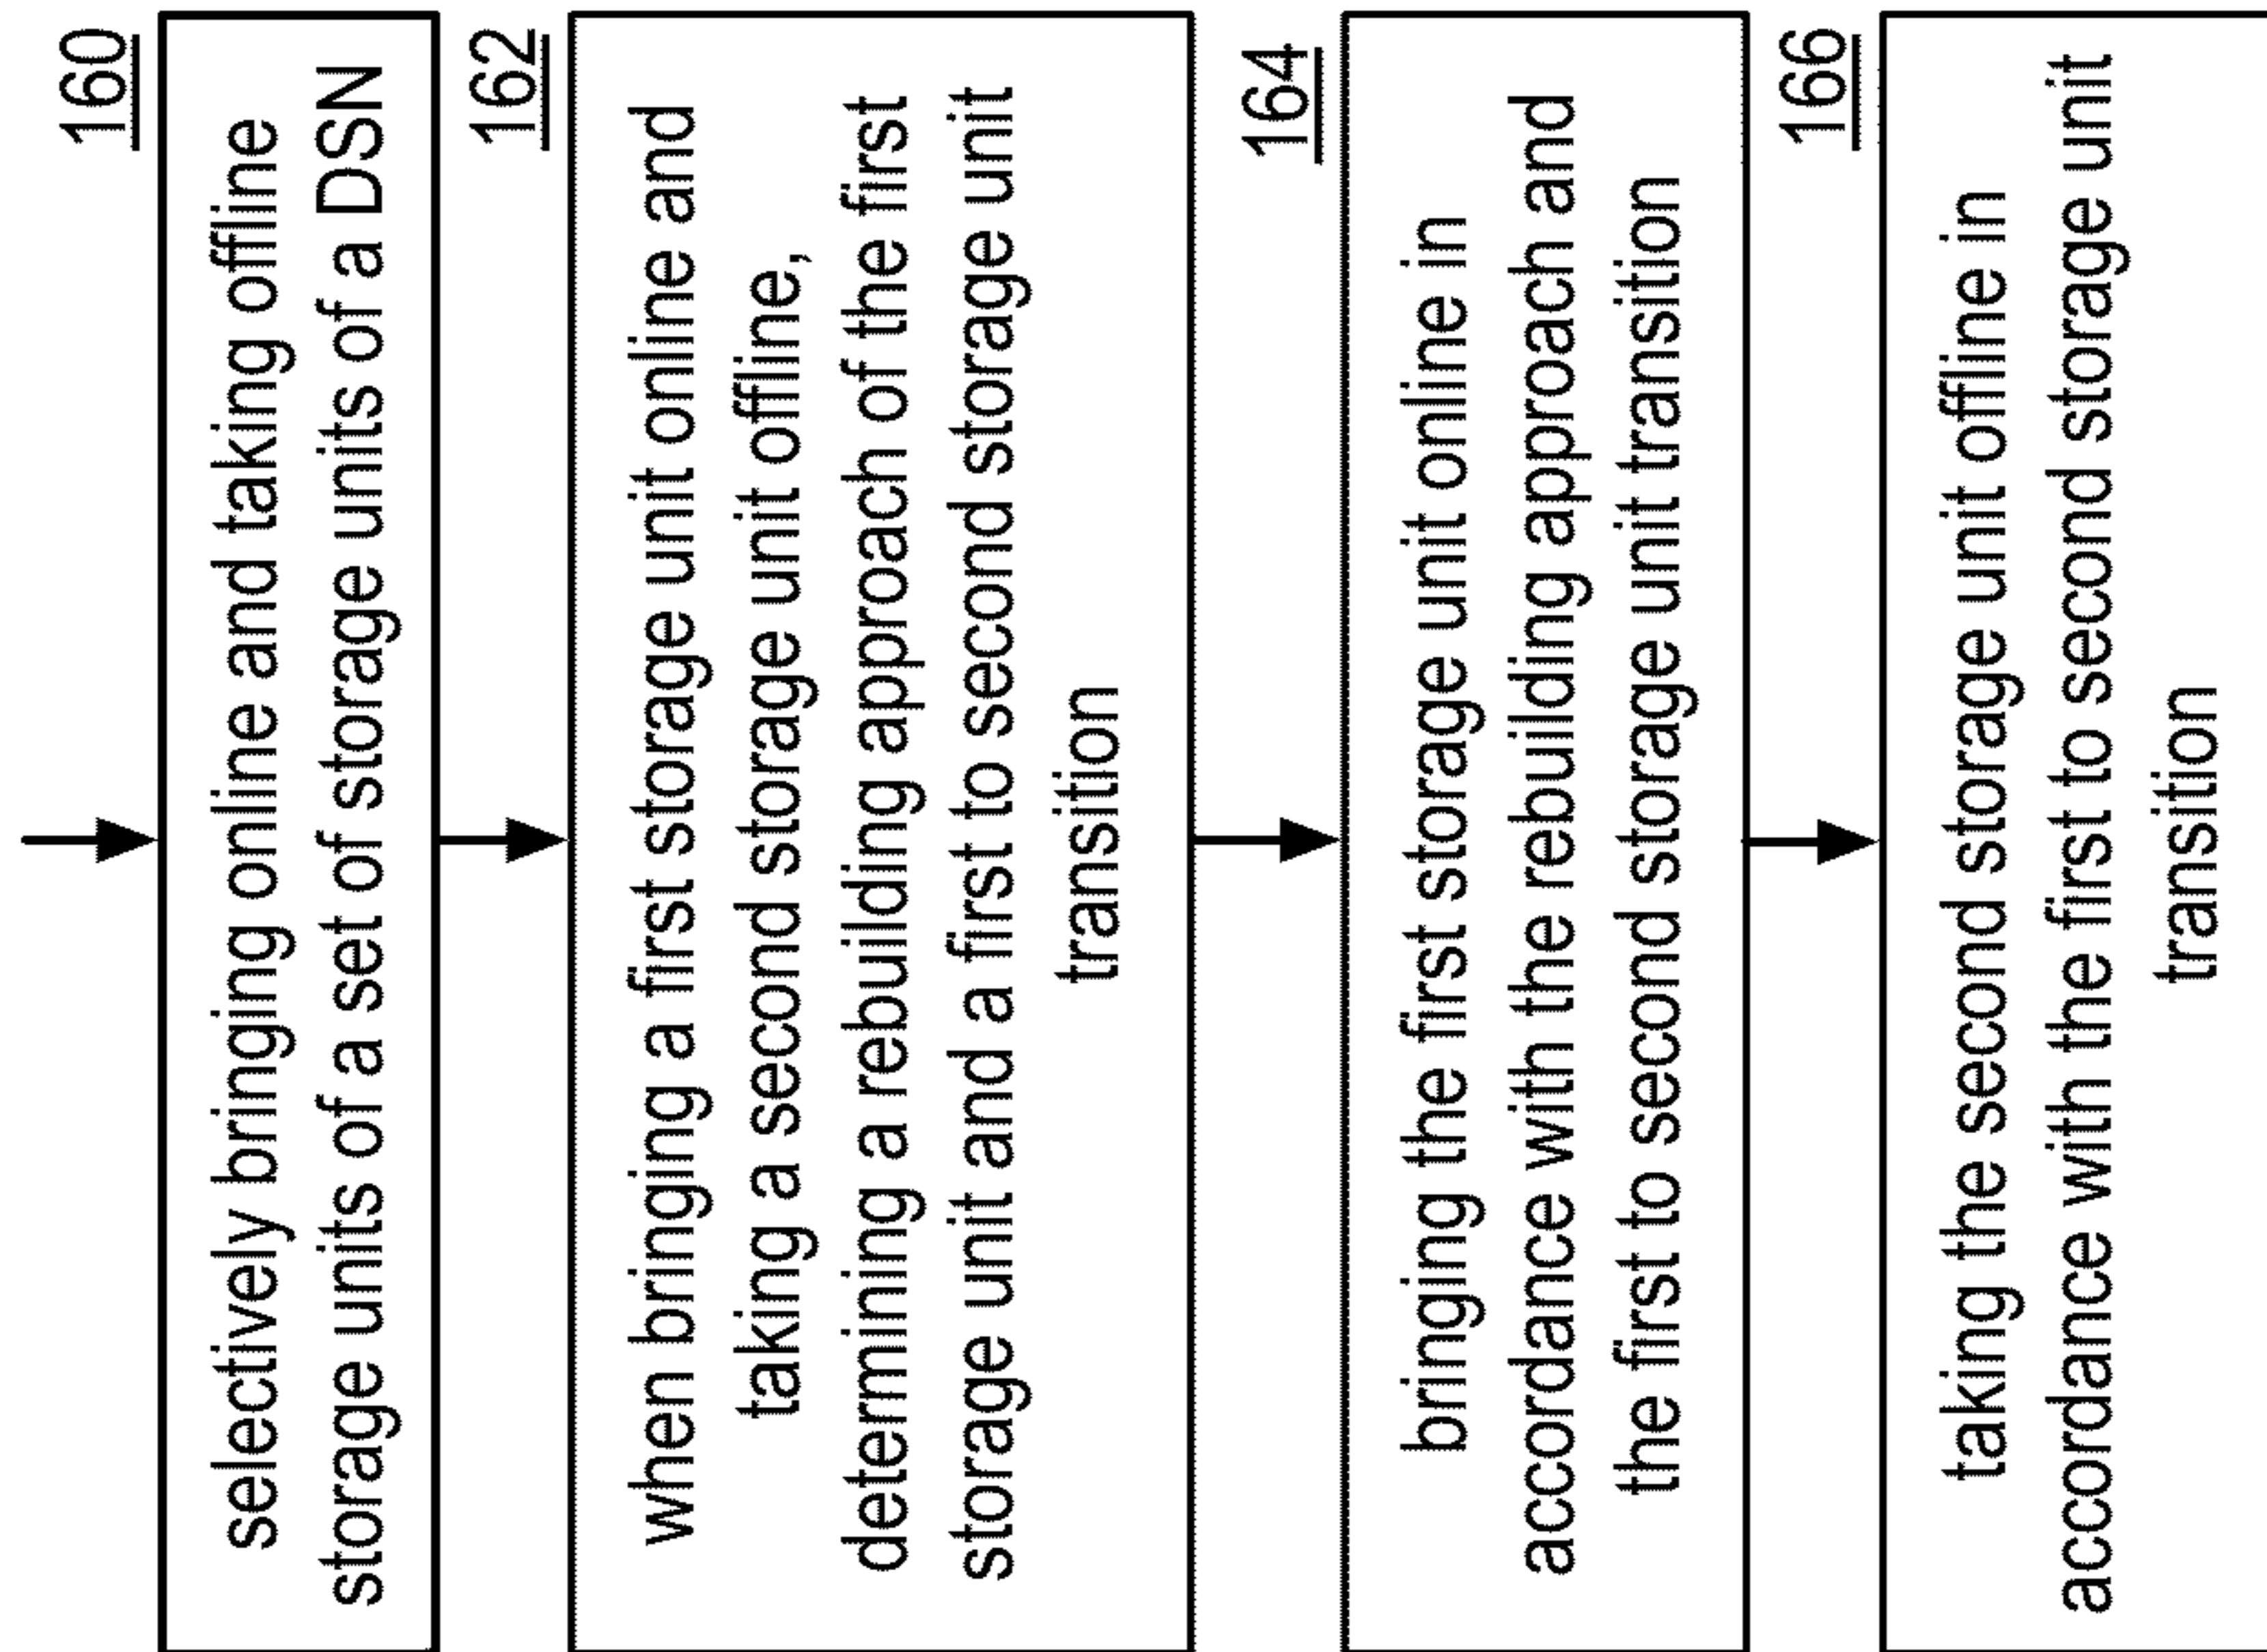 160
selectively bringing online and taking offline
storage units of a set of storage units of a DSN
162
when bringing a first storage unit online and
taking a second storage unit offline,
determining a rebuilding approach of the first
storage unit and a first to second storage unit
transition
164
bringing the first storage unit online in
accordance with the rebuilding approach and
the first to second storage unit transition
166
taking the second storage unit offline in
accordance with the first to second storage unit
transition